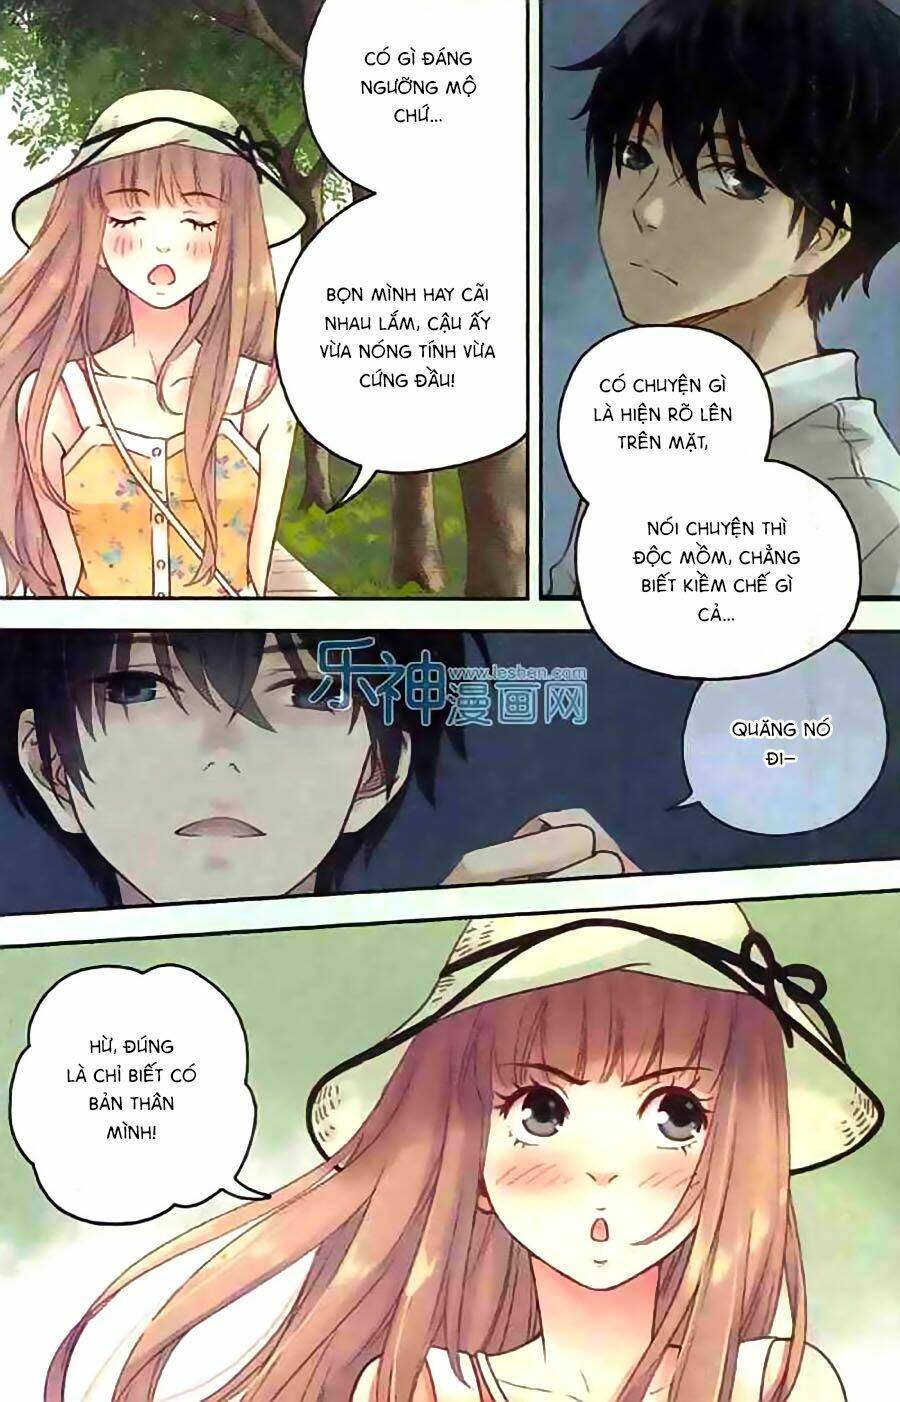 CÓ GÌ ĐÁNG
NGƯỠNG MỘ
CHỨ...
BỌN MÌNH HAY CÃI
NHAU LẮM, CẬU ẤY
VỪA NÓNG TÍNH VỪA
CỨNG ĐẦU!
CÓ CHUYỆN GÌ
LÀ HIỆN RÕ LÊN
TRÊN MẶT,
NÓI CHUYỆN THÌ
ĐỘC MỒM, CHẲNG
BIẾT KIỀM CHẾ GÌ
CẢ...
乐神漫画网
www.leshan.com
QUĂNG NÓ
ĐI-
HỪ, ĐÚNG
LÀ CHỈ BIẾT CÓ
BẢN THÂN
MÌNH!